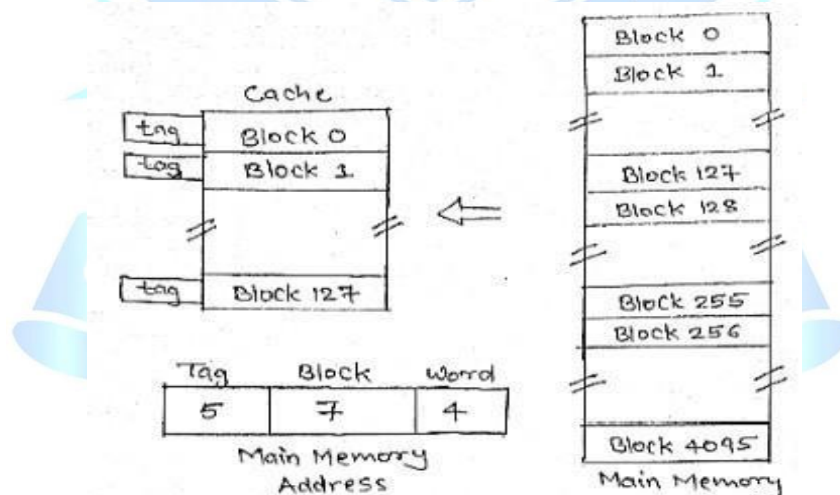 Cache
tag Block 0
tag Block 1
tag Block 127
Tag Block Word
5 7 4
Main Memory
Address
Block 0
Block 1
Block 127
Block 128
Block 255
Block 256
Block 4095
Main Memory